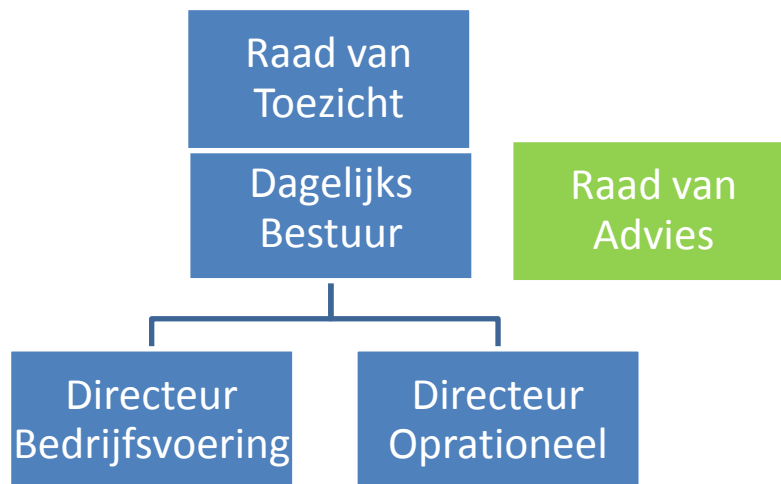 Raad van
Toezicht
Dagelijks
Bestuur
Raad van
Advies
Directeur
Bedrijfsvoering
Directeur
Oprationeel